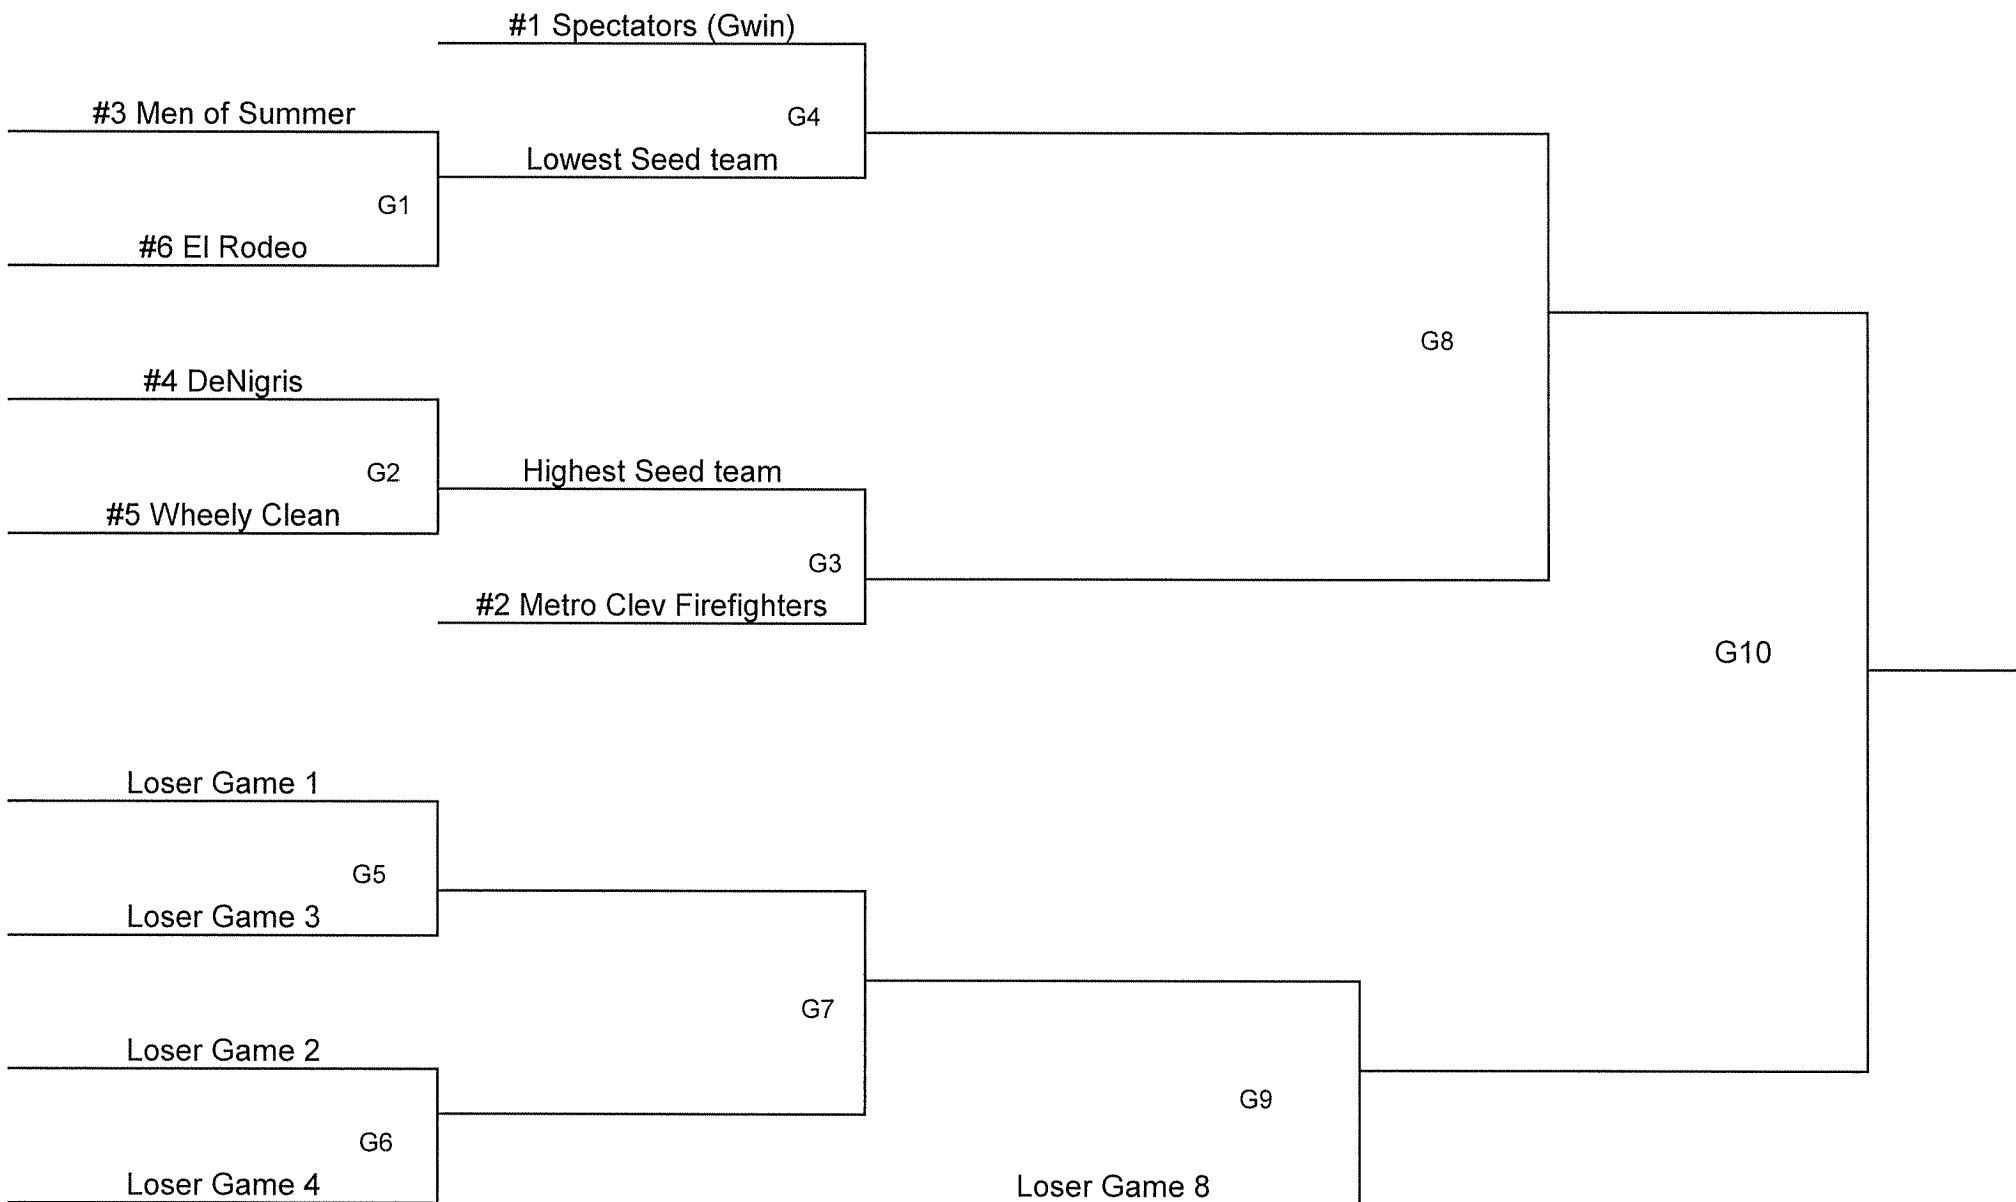 #1 Spectators (Gwin)
#3 Men of Summer
G4
Lowest Seed team
G1
#6 El Rodeo
G8
#4 DeNigris
G2
Highest Seed team
#5 Wheely Clean
G3
#2 Metro Clev Firefighters
G10
Loser Game 1
G5
Loser Game 3
G7
Loser Game 2
G9
G6
Loser Game 4
Loser Game 8